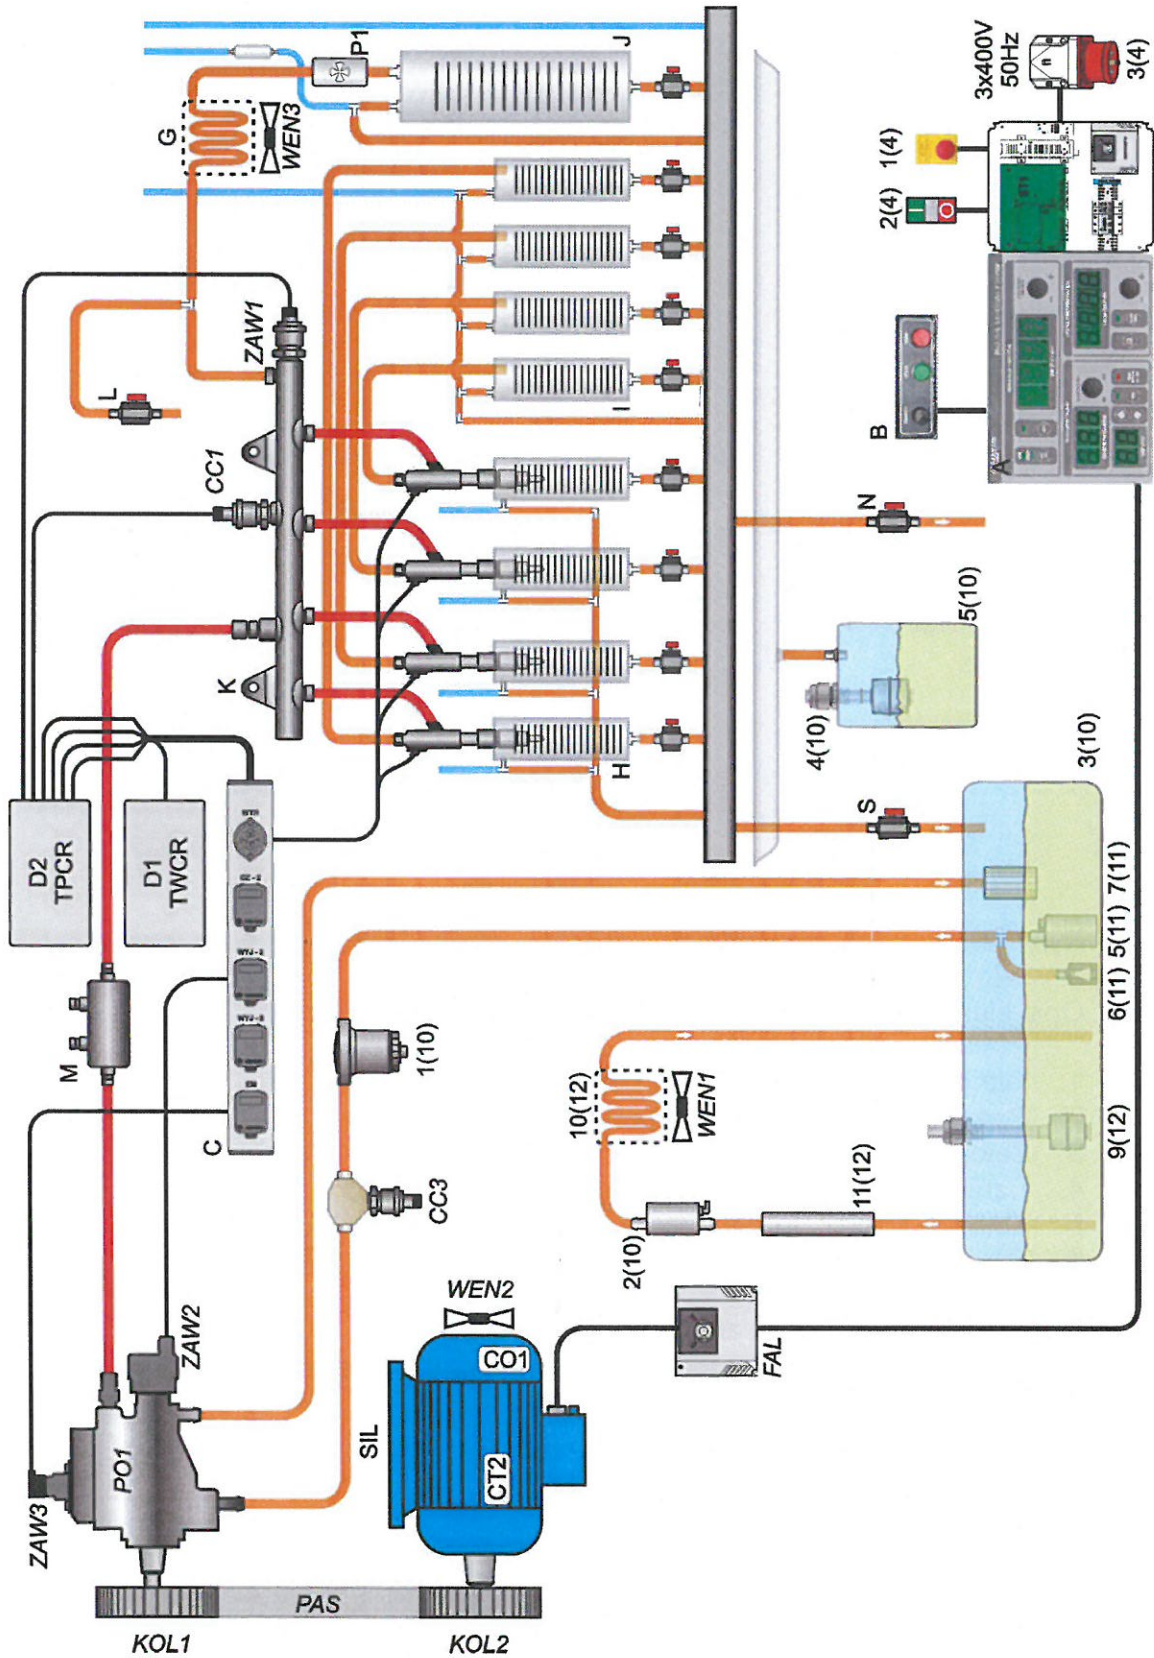 P1
J
G
WEN3
3x400V
50Hz
3(4)
1(4)
2(4)
L
ZAW1
CC1
I
B
A
K
N
H
D2
TPCR
D1
TWCR
4(10)
5(10)
S
3(10)
M
C
1(10)
7(11)
5(11)
6(11)
10(12)
WEN1
9(12)
CC3
2(10)
11(12)
ZAW2
ZAW3
PO1
WEN2
SIL
CO1
CT2
FAL
PAS
KOL1
KOL2